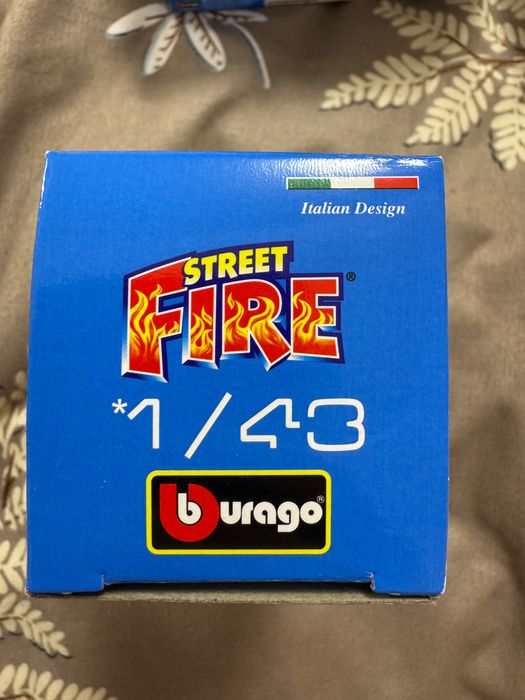 Italian Design
STREET
FIRE®
*1/43
burago®